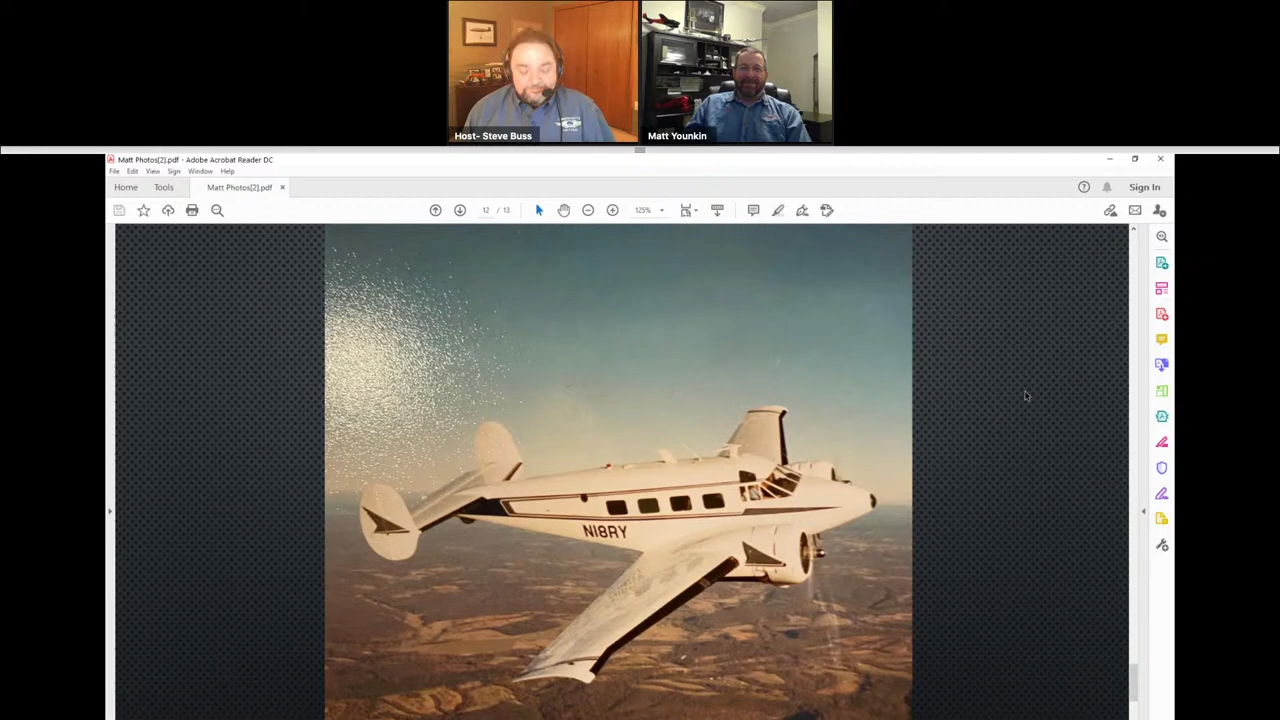 Host- Steve Buss
Matt Younkin
Matt Photos[2].pdf - Adobe Acrobat Reader DC
File Edit View Sign Window Help
Home Tools Matt Photos[2].pdf × Sign In
12 / 13 125%
N18RY